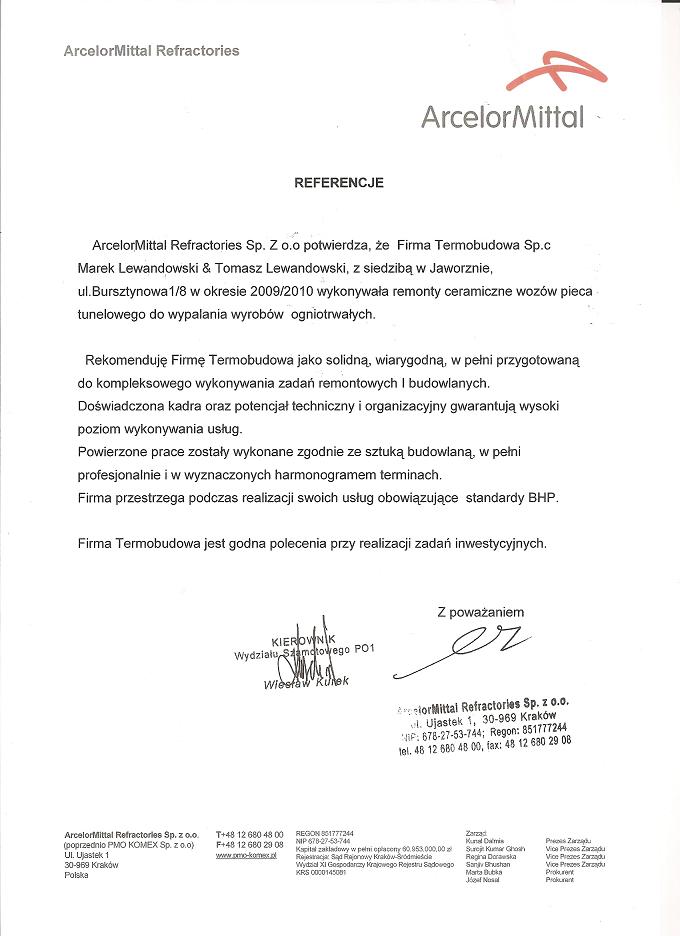 ArcelorMittal Refractories
ArcelorMittal
REFERENCJE
ArcelorMittal Refractories Sp. Z o.o potwierdza, że Firma Termobudowa Sp.c
Marek Lewandowski & Tomasz Lewandowski, z siedzibą w Jaworznie,
ul.Bursztynowa1/8 w okresie 2009/2010 wykonywała remonty ceramiczne wozów pieca
tunelowego do wypalania wyrobów ogniotrwałych.
Rekomenduję Firmę Termobudowa jako solidną, wiarygodną, w pełni przygotowaną
do kompleksowego wykonywania zadań remontowych I budowlanych.
Doświadczona kadra oraz potencjał techniczny i organizacyjny gwarantują wysoki
poziom wykonywania usług.
Powierzone prace zostały wykonane zgodnie ze sztuką budowlaną, w pełni
profesjonalnie i w wyznaczonych harmonogramem terminach.
Firma przestrzega podczas realizacji swoich usług obowiązujące standardy BHP.
Firma Termobudowa jest godna polecenia przy realizacji zadań inwestycyjnych.
Z poważaniem
KIEROWNIK
Wydziału Szamotowego PO1
Wiesław Kurek
ArcelorMittal Refractories Sp. z o.o.
ul. Ujastek 1, 30-969 Kraków
NIP: 678-27-53-744; Regon: 851777244
tel. 48 12 680 48 00, fax: 48 12 680 29 08
ArcelorMittal Refractories Sp. z o.o.
(poprzednio PMO KOMEX Sp. z o.o)
Ul. Ujastek 1
30-969 Kraków
Polska
T+48 12 680 48 00
F+48 12 680 29 08
www.pmo-komex.pl
REGON 851777244
NIP 678-27-53-744
Kapitał zakładowy w pełni opłacony 60.953.000,00 zł
Rejestracja: Sąd Rejonowy Kraków-Śródmieście
Wydział XI Gospodarczy Krajowego Rejestru Sądowego
KRS 0000145081
Zarząd:
Kunal Dalmis Prezes Zarządu
Surojit Kumar Ghosh Vice Prezes Zarządu
Regina Dorawska Vice Prezes Zarządu
Sanjiv Bhushan Vice Prezes Zarządu
Marta Bubka Prokurent
Józef Nosal Prokurent